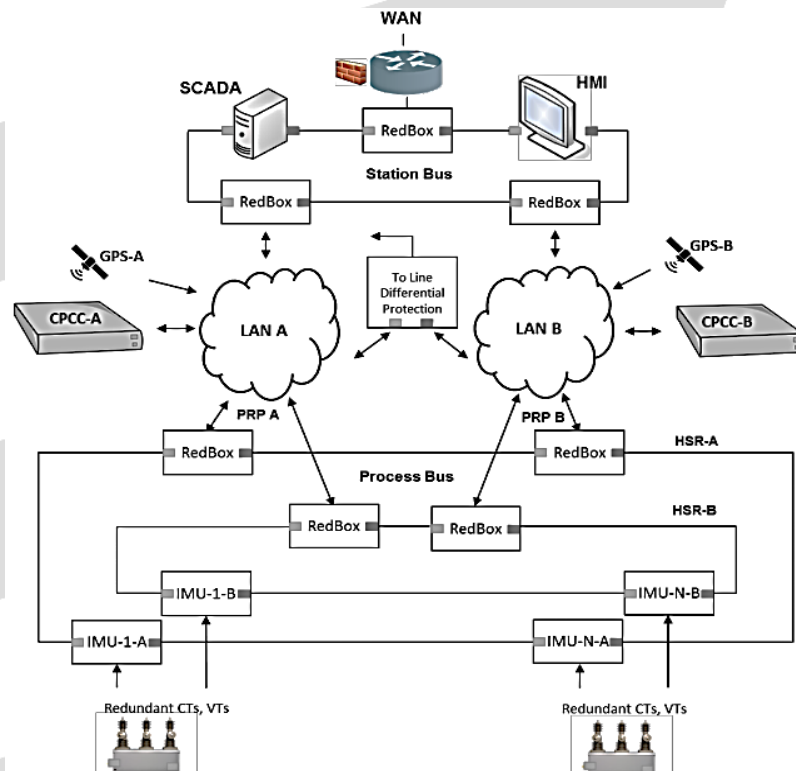 WAN
SCADA
HMI
RedBox
Station Bus
RedBox
RedBox
GPS-A
GPS-B
To Line
Differential
Protection
CPCC-A
LAN A
LAN B
CPCC-B
PRP A
PRP B
RedBox
RedBox
HSR-A
Process Bus
HSR-B
RedBox
RedBox
IMU-1-B
IMU-N-B
IMU-1-A
IMU-N-A
Redundant CTs, VTs
Redundant CTs, VTs